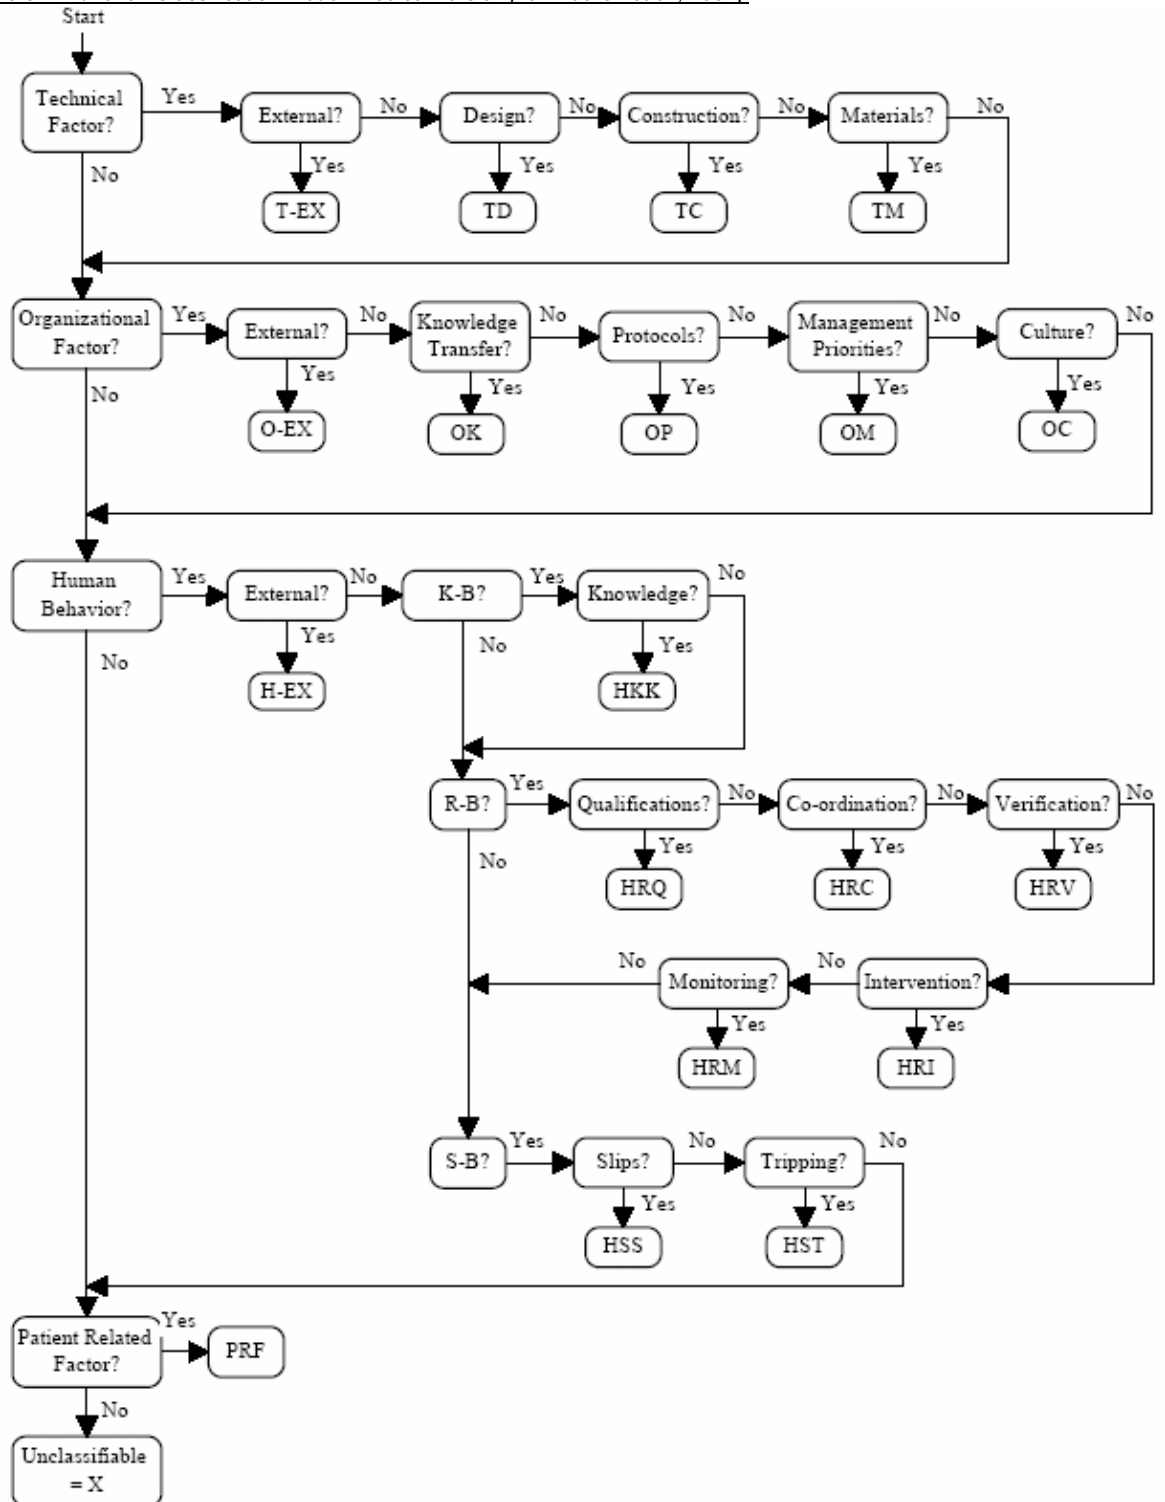 Start
Technical
Factor?
Yes
External?
No
Design?
No
Construction?
No
Materials?
No
Yes
Yes
Yes
Yes
No
T-EX
TD
TC
TM
Organizational
Factor?
Yes
External?
No
Knowledge
Transfer?
No
Protocols?
No
Management
Priorities?
No
Culture?
No
Yes
Yes
Yes
Yes
Yes
No
O-EX
OK
OP
OM
OC
Human
Behavior?
Yes
External?
No
K-B?
Yes
Knowledge?
No
Yes
No
Yes
No
H-EX
HKK
R-B?
Yes
Qualifications?
No
Co-ordination?
No
Verification?
No
Yes
Yes
Yes
No
HRQ
HRC
HRV
No
Monitoring?
No
Intervention?
Yes
Yes
HRM
HRI
S-B?
Yes
Slips?
No
Tripping?
No
Yes
Yes
HSS
HST
Patient Related
Factor?
Yes
PRF
No
Unclassifiable
= X